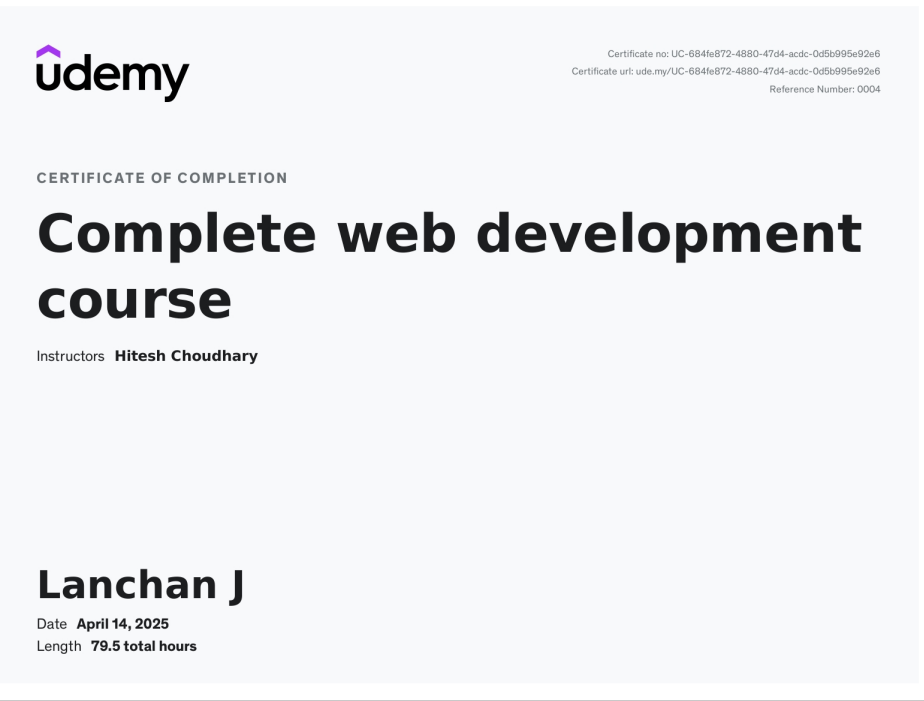 udemy
Certificate no: UC-684fe872-4880-47d4-acdc-0d5b995e92e6
Certificate url: ude.my/UC-684fe872-4880-47d4-acdc-0d5b995e92e6
Reference Number: 0004
CERTIFICATE OF COMPLETION
Complete web development
course
Instructors Hitesh Choudhary
Lanchan J
Date April 14, 2025
Length 79.5 total hours